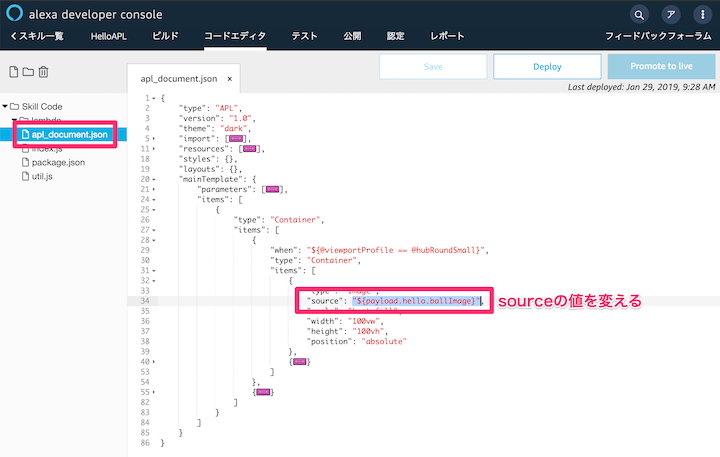 alexa developer console
ア
スキル一覧 HelloAPL ビルド コードエディタ テスト 公開 認定 レポート フィードバックフォーラム
apl_document.json × Save Deploy Promote to live
Last deployed: Jan 29, 2019, 9:28 AM
Skill Code
lambda
apl_document.json
index.js
package.json
util.js
1 {
2 "type": "APL",
3 "version": "1.0",
4 "theme": "dark",
5 "import": [],
11 "resources": [],
18 "styles": {},
19 "layouts": {},
20 "mainTemplate": {
21 "parameters": [],
24 "items": [
25 {
26 "type": "Container",
27 "items": [
28 {
29 "when": "${@viewportProfile == @hubRoundSmall}",
30 "type": "Container",
31 "items": [
32 {
33 "type": "Image",
34 "source": "${payload.hello.ballImage}", sourceの値を変える
35
36 "width": "100vw",
37 "height": "100vh",
38 "position": "absolute"
39 },
40 {}
53 ]
54 },
55 {}
82 ]
83 }
84 ]
85 }
86 }